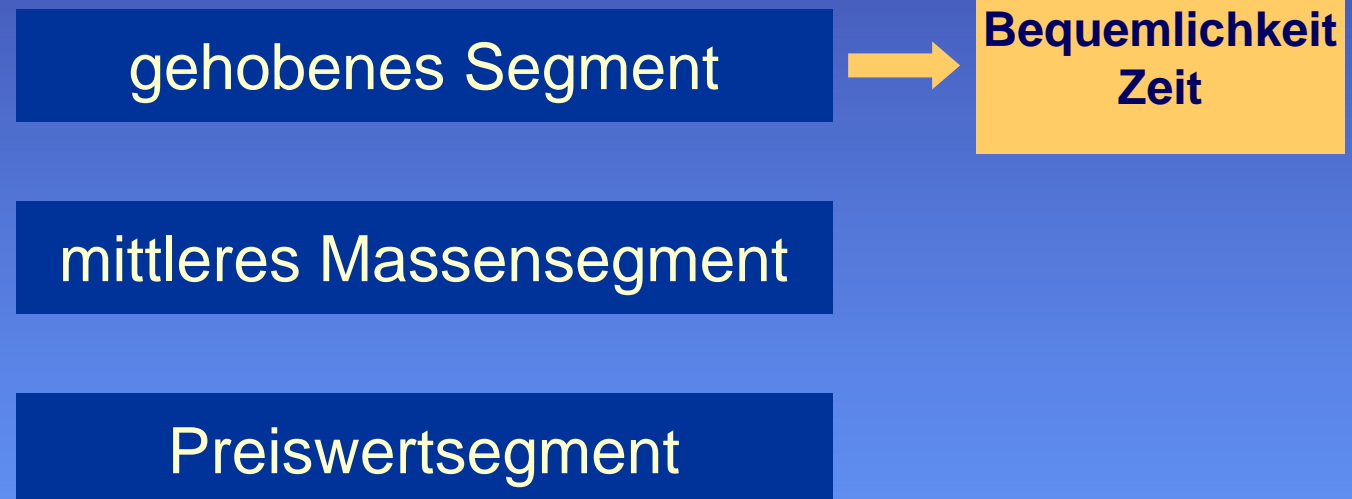 gehobenes Segment
Bequemlichkeit
Zeit
mittleres Massensegment
Preiswertsegment